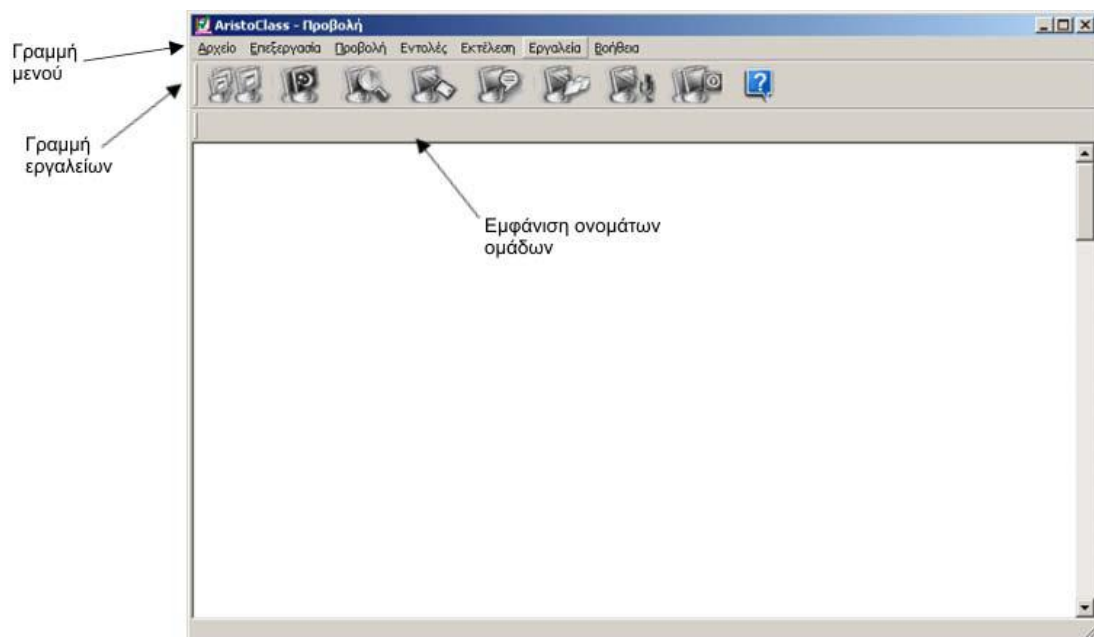 AristoClass - Προβολή
Γραμμή
μενού
Αρχείο Επεξεργασία Προβολή Εντολές Εκτέλεση Εργαλεία Βοήθεια
Γραμμή
εργαλείων
Εμφάνιση ονομάτων
ομάδων